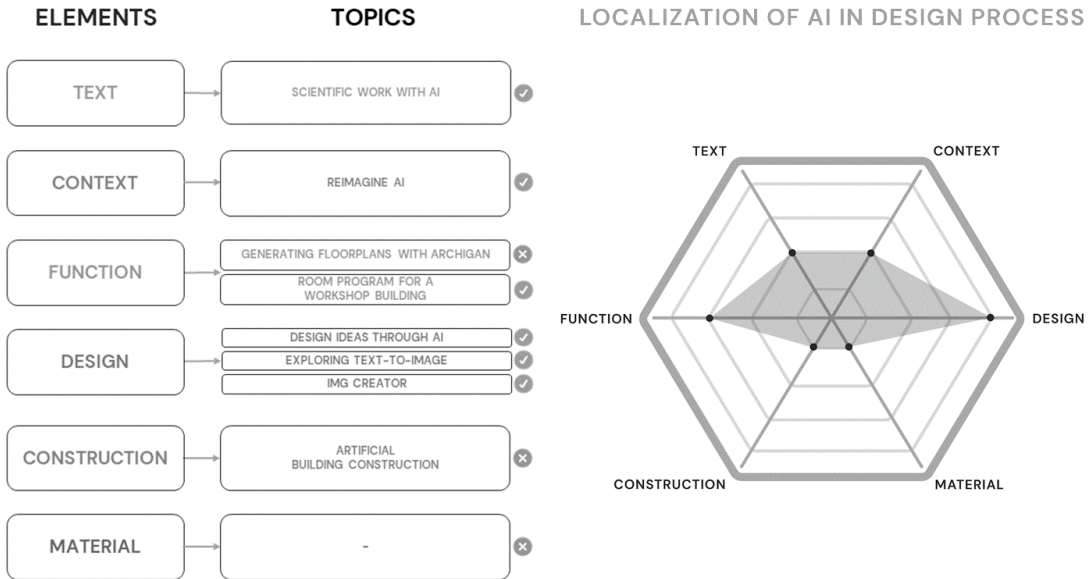 ELEMENTS
TOPICS
LOCALIZATION OF AI IN DESIGN PROCESS
TEXT
SCIENTIFIC WORK WITH AI
CONTEXT
REIMAGINE AI
FUNCTION
GENERATING FLOORPLANS WITH ARCHIGAN
ROOM PROGRAM FOR A
WORKSHOP BUILDING
DESIGN
DESIGN IDEAS THROUGH AI
EXPLORING TEXT-TO-IMAGE
IMG CREATOR
CONSTRUCTION
ARTIFICIAL
BUILDING CONSTRUCTION
MATERIAL
-
TEXT
CONTEXT
FUNCTION
DESIGN
CONSTRUCTION
MATERIAL